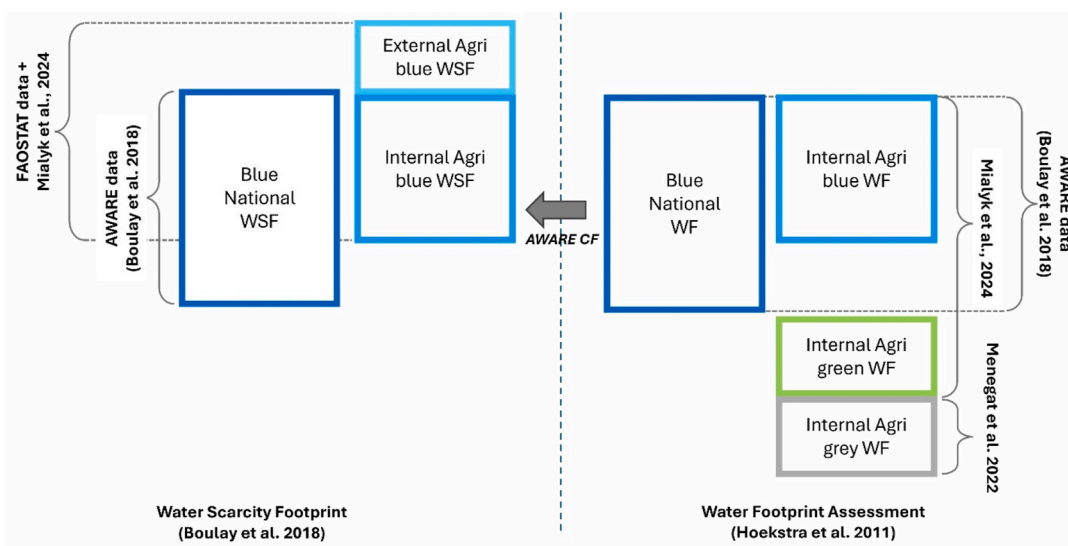 FAOSTAT data +
Mialyk et al., 2024
AWARE data
(Boulay et al. 2018)
External Agri
blue WSF
Blue
National
WSF
Internal Agri
blue WSF
AWARE CF
Blue
National
WF
Internal Agri
blue WF
Internal Agri
green WF
Internal Agri
grey WF
Mialyk et al., 2024
AWARE data
(Boulay et al. 2018)
Menegat et al. 2022
Water Scarcity Footprint
(Boulay et al. 2018)
Water Footprint Assessment
(Hoekstra et al. 2011)